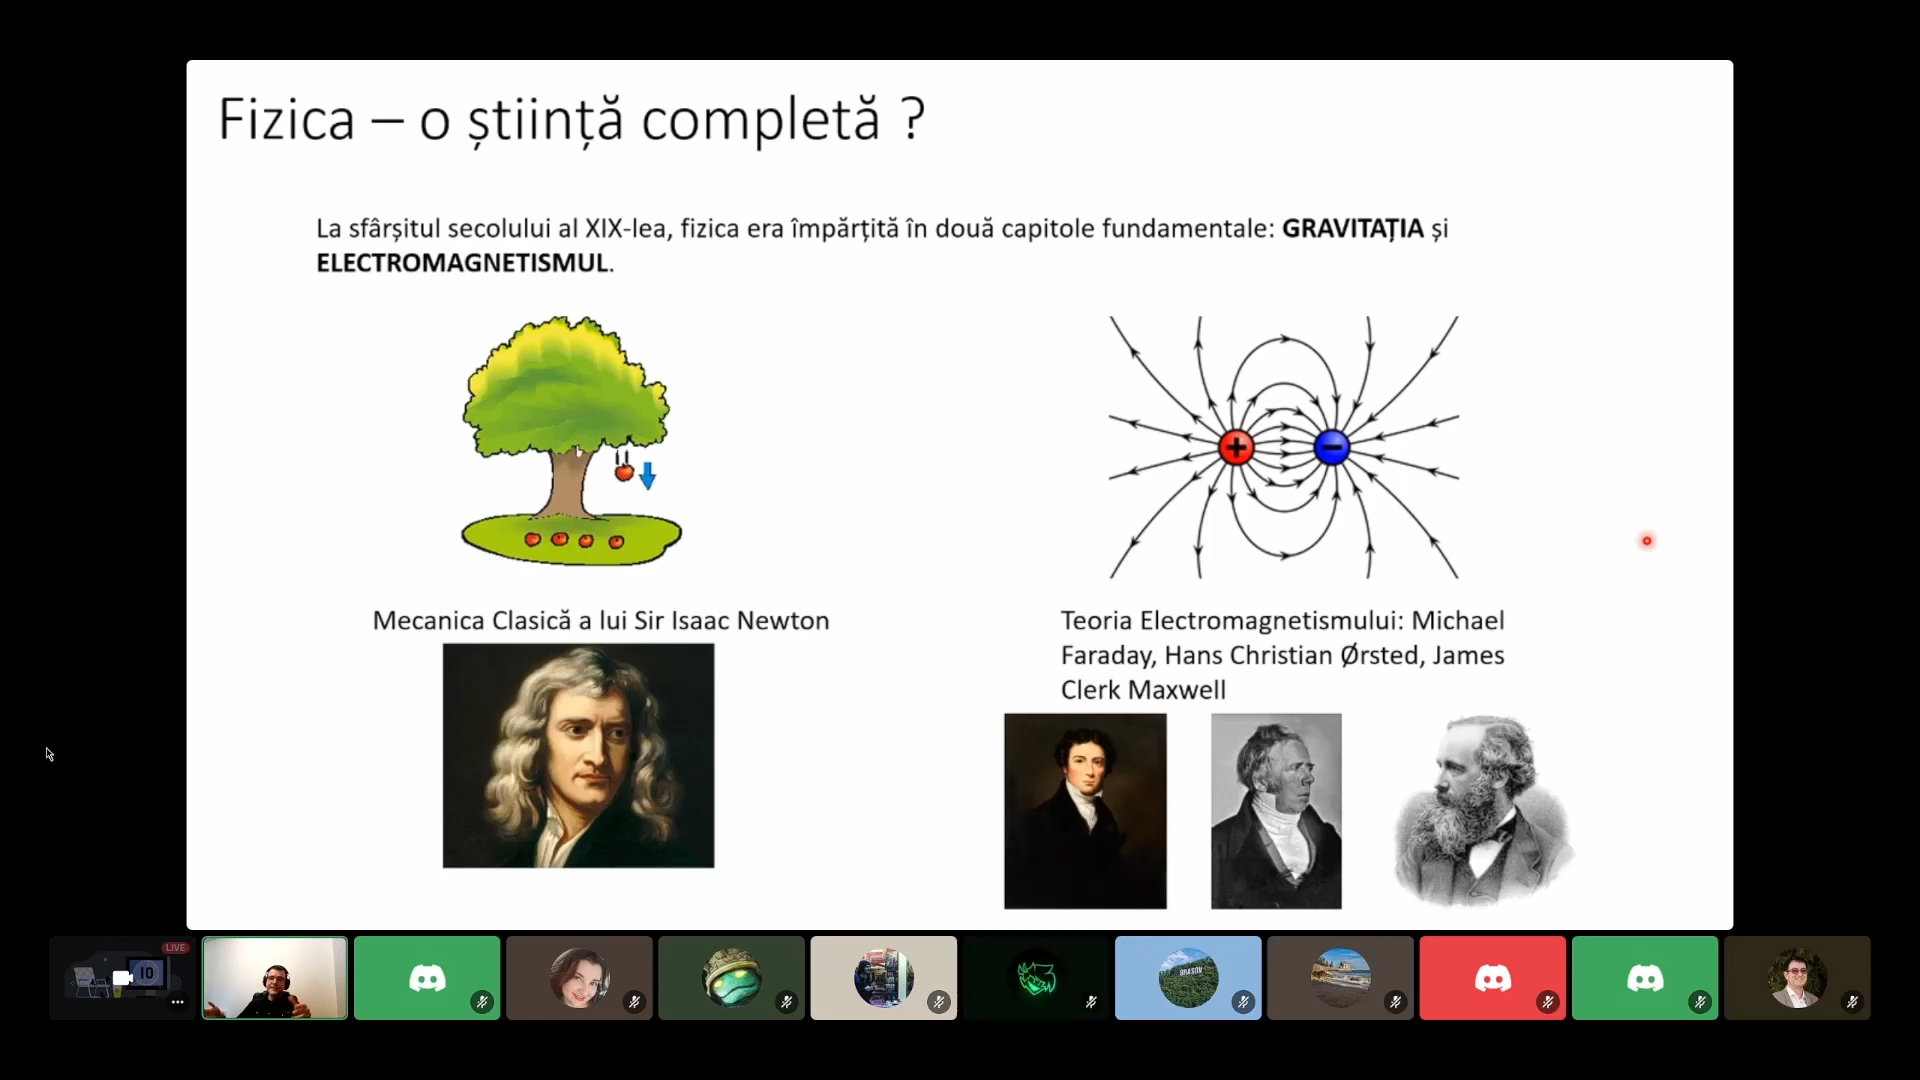 Fizica – o știință completă ?
La sfârșitul secolului al XIX-lea, fizica era împărțită în două capitole fundamentale: GRAVITAȚIA și
ELECTROMAGNETISMUL.
+
−
Mecanica Clasică a lui Sir Isaac Newton
Teoria Electromagnetismului: Michael
Faraday, Hans Christian Ørsted, James
Clerk Maxwell
LIVE
10
BRASOV